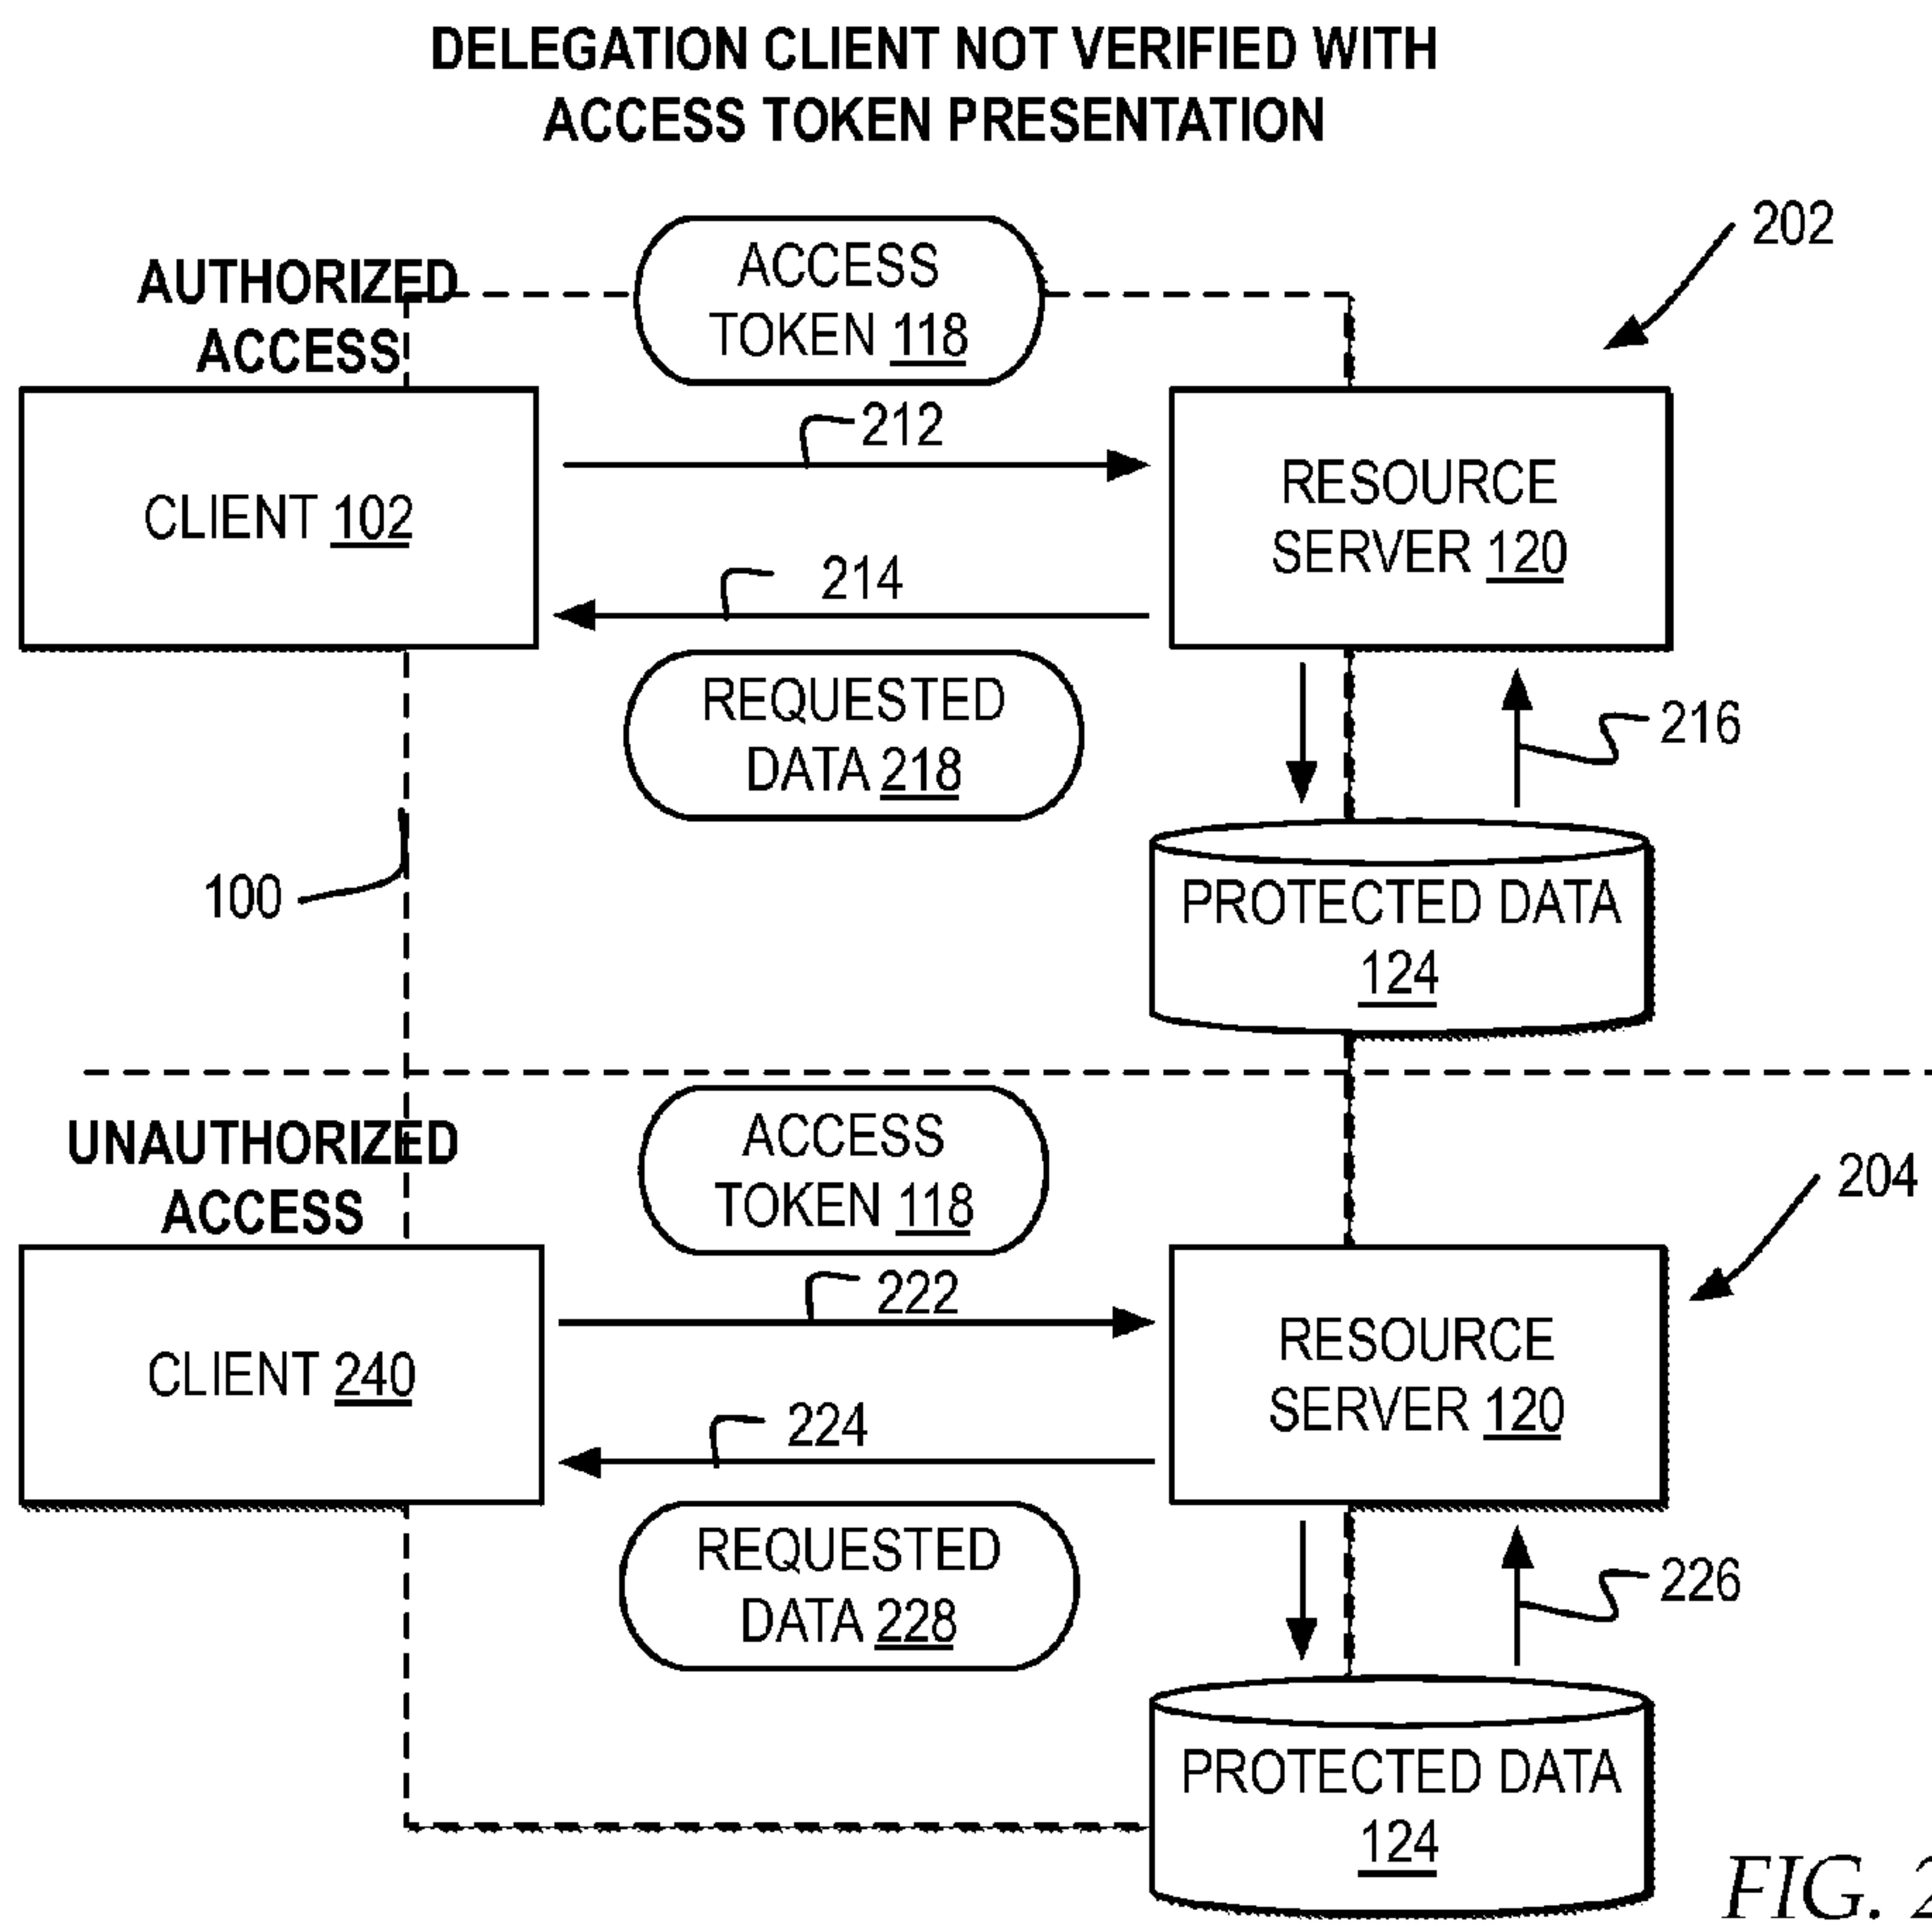 DELEGATION CLIENT NOT VERIFIED WITH
ACCESS TOKEN PRESENTATION
202
AUTHORIZED
ACCESS
ACCESS
TOKEN 118
212
CLIENT 102
RESOURCE
SERVER 120
214
REQUESTED
DATA 218
216
100
PROTECTED DATA
124
UNAUTHORIZED
ACCESS
ACCESS
TOKEN 118
204
222
CLIENT 240
RESOURCE
SERVER 120
224
REQUESTED
DATA 228
226
PROTECTED DATA
124
FIG. 2